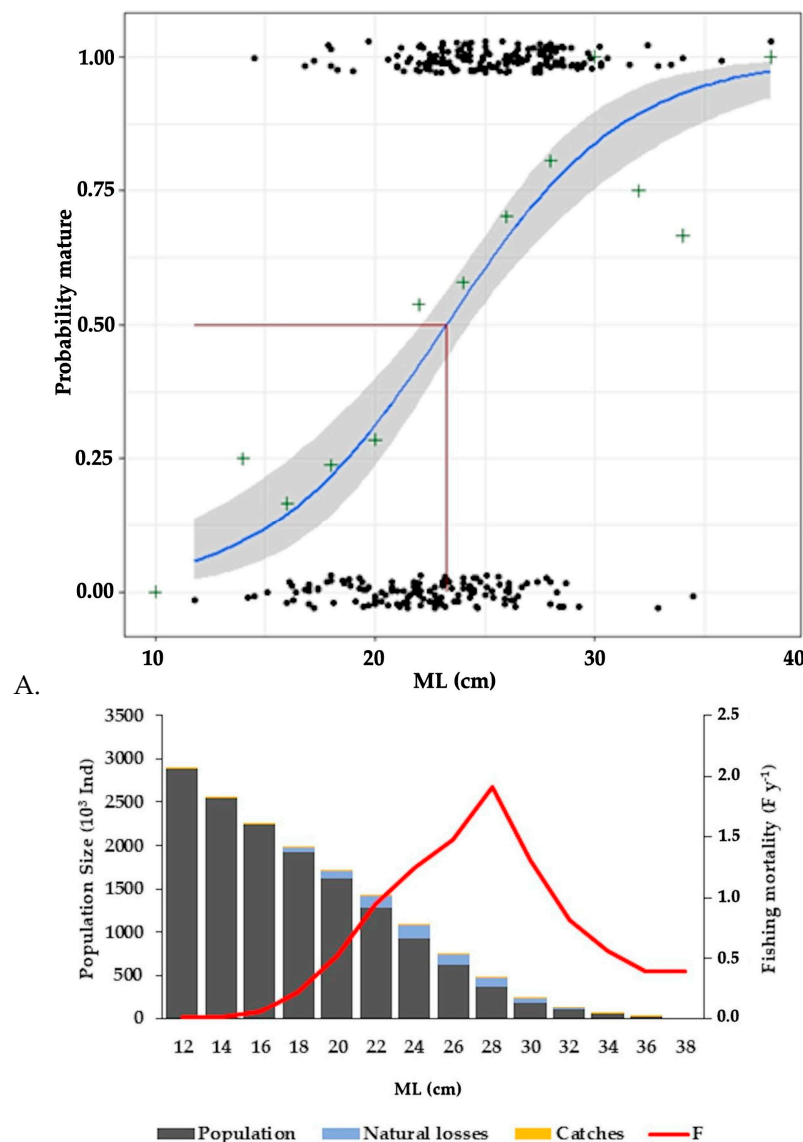 Probability mature
1.00
0.75
0.50
0.25
0.00
10 20 30 40
ML (cm)
A.
Population Size (10³ Ind)
3500
3000
2500
2000
1500
1000
500
0
2.5
2.0
1.5
1.0
0.5
0.0
Fishing mortality (F y⁻¹)
12 14 16 18 20 22 24 26 28 30 32 34 36 38
ML (cm)
Population Natural losses Catches F